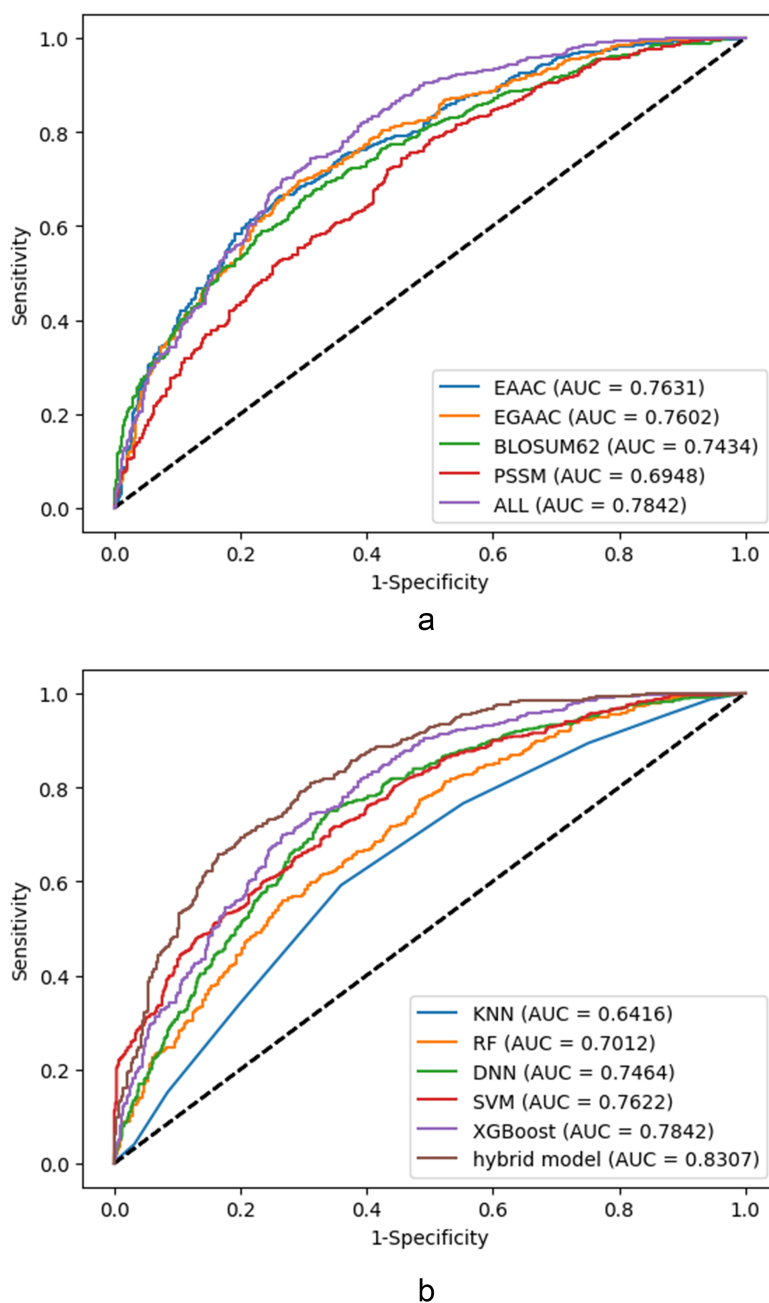 1.0
0.8
0.6
0.4
0.2
0.0
Sensitivity
EAAC (AUC = 0.7631)
EGAAC (AUC = 0.7602)
BLOSUM62 (AUC = 0.7434)
PSSM (AUC = 0.6948)
ALL (AUC = 0.7842)
0.0 0.2 0.4 0.6 0.8 1.0
1-Specificity
a
1.0
0.8
0.6
0.4
0.2
0.0
Sensitivity
KNN (AUC = 0.6416)
RF (AUC = 0.7012)
DNN (AUC = 0.7464)
SVM (AUC = 0.7622)
XGBoost (AUC = 0.7842)
hybrid model (AUC = 0.8307)
0.0 0.2 0.4 0.6 0.8 1.0
1-Specificity
b